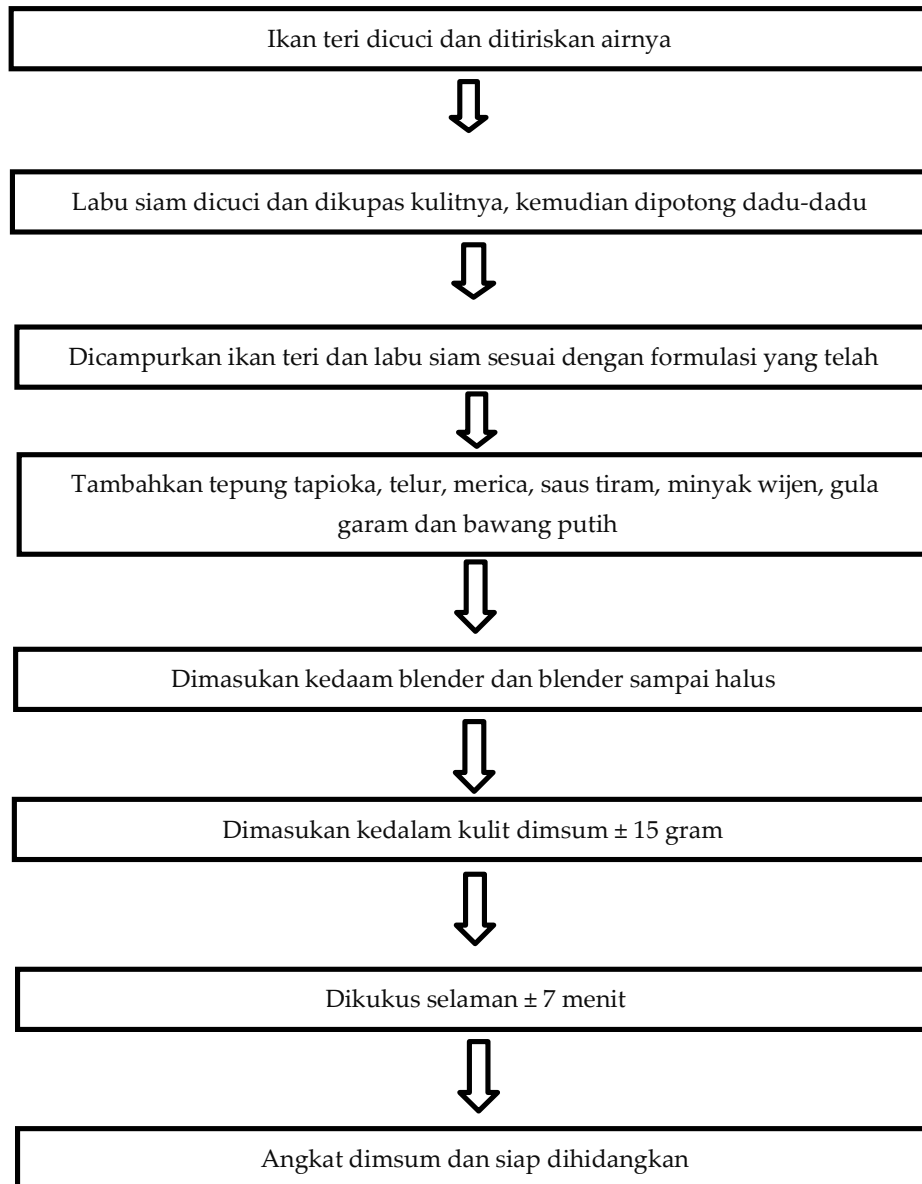 Ikan teri dicuci dan ditiriskan airnya
Labu siam dicuci dan dikupas kulitnya, kemudian dipotong dadu-dadu
Dicampurkan ikan teri dan labu siam sesuai dengan formulasi yang telah
Tambahkan tepung tapioka, telur, merica, saus tiram, minyak wijen, gula
garam dan bawang putih
Dimasukan kedaam blender dan blender sampai halus
Dimasukan kedalam kulit dimsum ± 15 gram
Dikukus selaman ± 7 menit
Angkat dimsum dan siap dihidangkan